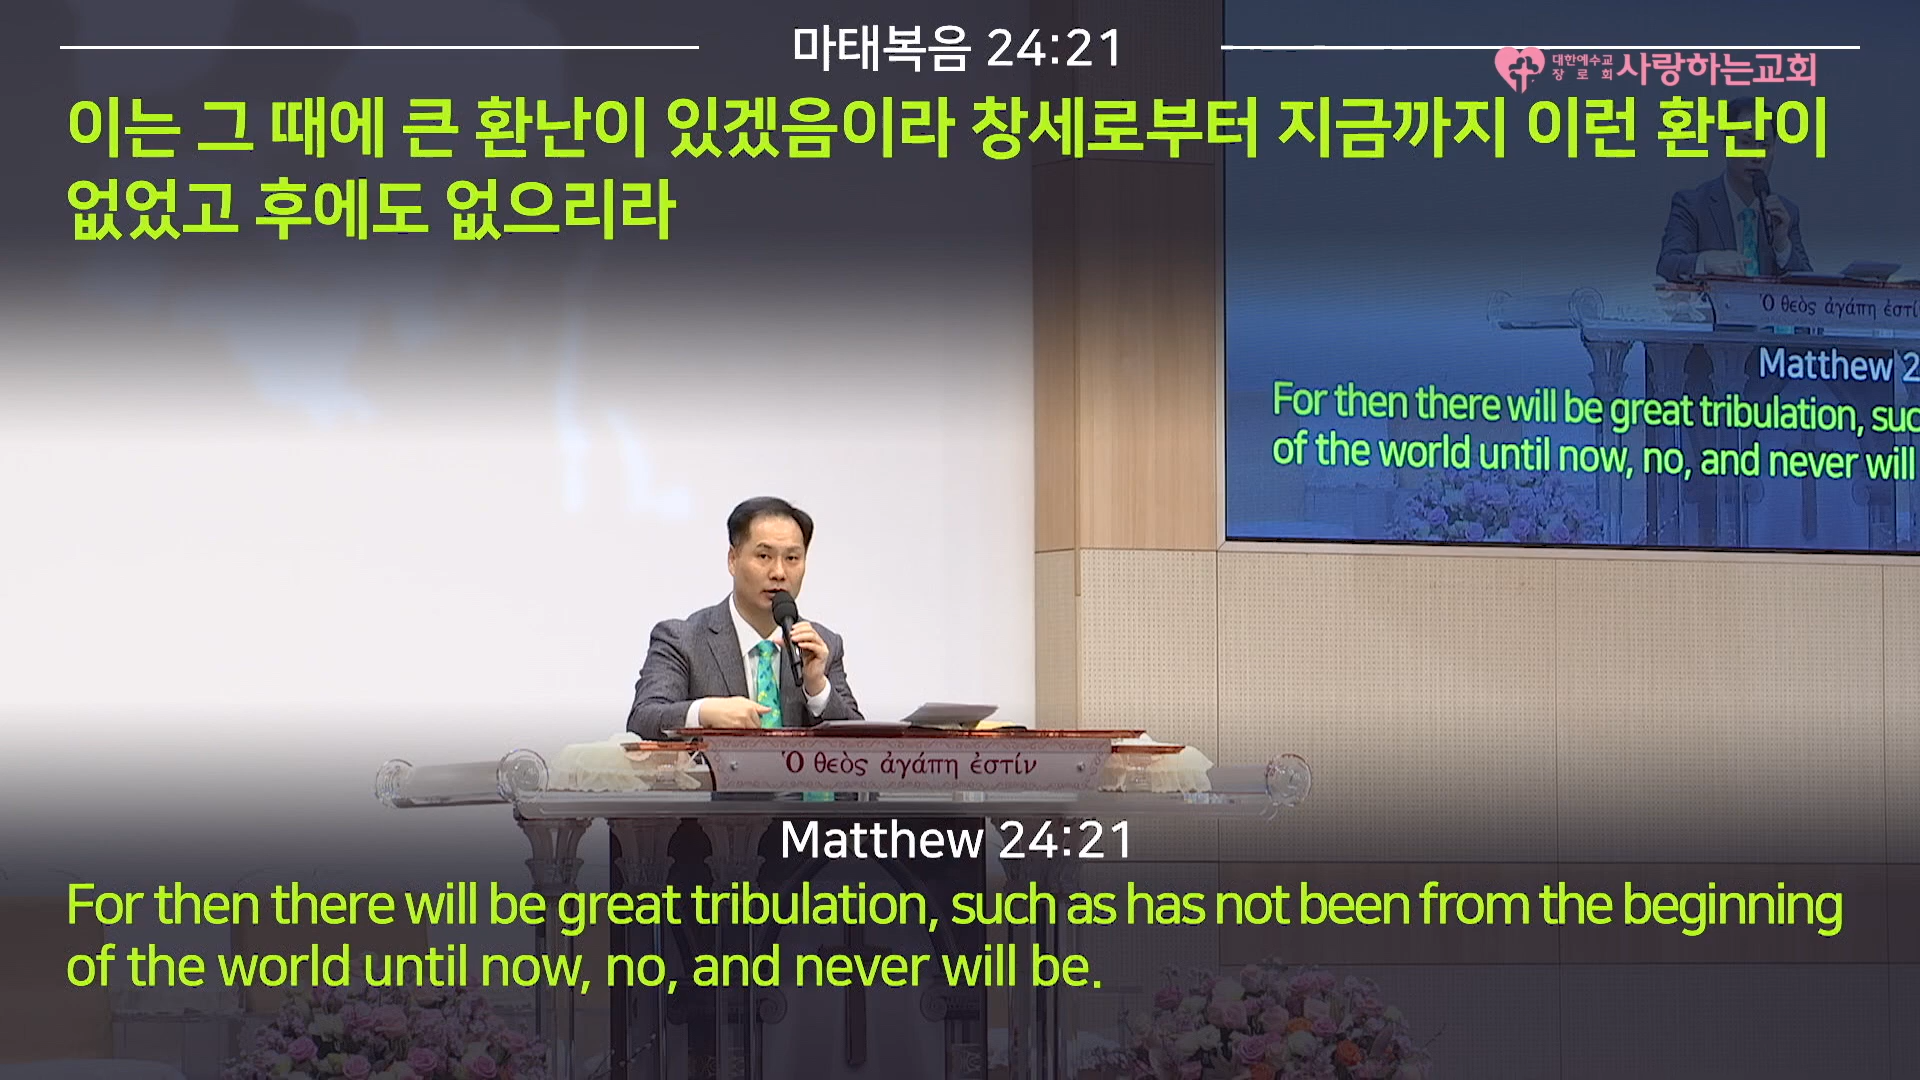 마태복음 24:21
대한예수교
장로회
사랑하는교회
이는 그 때에 큰 환난이 있겠음이라 창세로부터 지금까지 이런 환난이
없었고 후에도 없으리라
Ὁ θεὸς ἀγάπη ἐστί
Matthew 2
For then there will be great tribulation, suc
of the world until now, no, and never will
Ὁ θεὸς ἀγάπη ἐστίν
Matthew 24:21
For then there will be great tribulation, such as has not been from the beginning
of the world until now, no, and never will be.